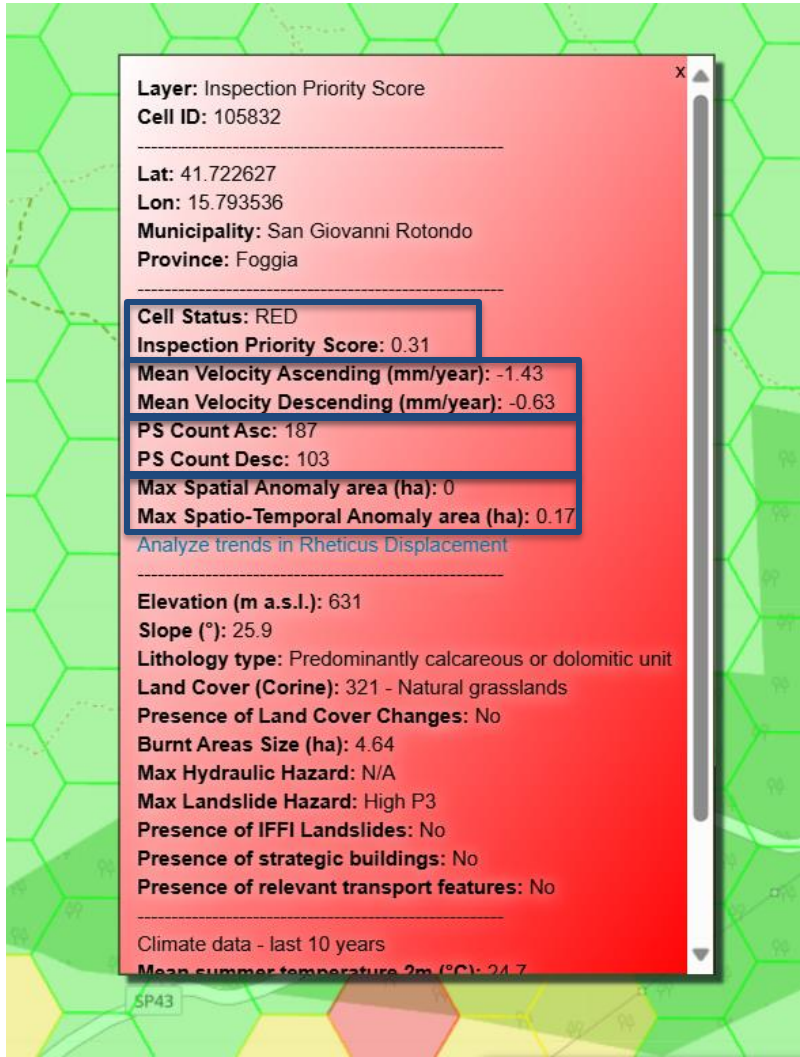 x
Layer: Inspection Priority Score
Cell ID: 105832
------------------------------------------------------
Lat: 41.722627
Lon: 15.793536
Municipality: San Giovanni Rotondo
Province: Foggia
------------------------------------------------------
Cell Status: RED
Inspection Priority Score: 0.31
Mean Velocity Ascending (mm/year): -1.43
Mean Velocity Descending (mm/year): -0.63
PS Count Asc: 187
PS Count Desc: 103
Max Spatial Anomaly area (ha): 0
Max Spatio-Temporal Anomaly area (ha): 0.17
Analyze trends in Rheticus Displacement
------------------------------------------------------
Elevation (m a.s.l.): 631
Slope (°): 25.9
Lithology type: Predominantly calcareous or dolomitic unit
Land Cover (Corine): 321 - Natural grasslands
Presence of Land Cover Changes: No
Burnt Areas Size (ha): 4.64
Max Hydraulic Hazard: N/A
Max Landslide Hazard: High P3
Presence of IFFI Landslides: No
Presence of strategic buildings: No
Presence of relevant transport features: No
------------------------------------------------------
Climate data - last 10 years
Mean summer temperature 2m (°C): 24.7
SP43